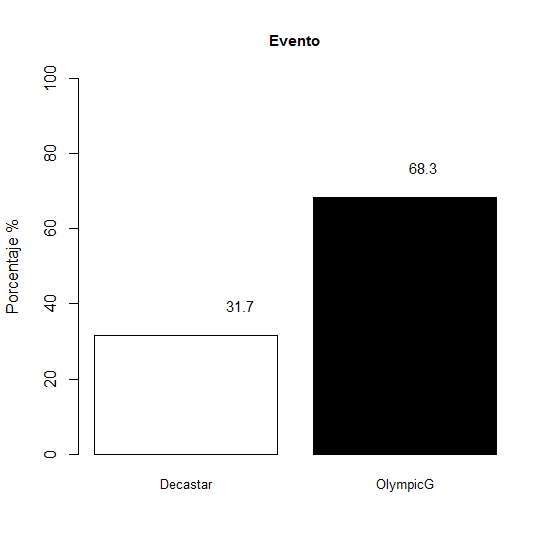 Evento
Porcentaje %
100
80
60
40
20
0
68.3
31.7
Decastar
OlympicG